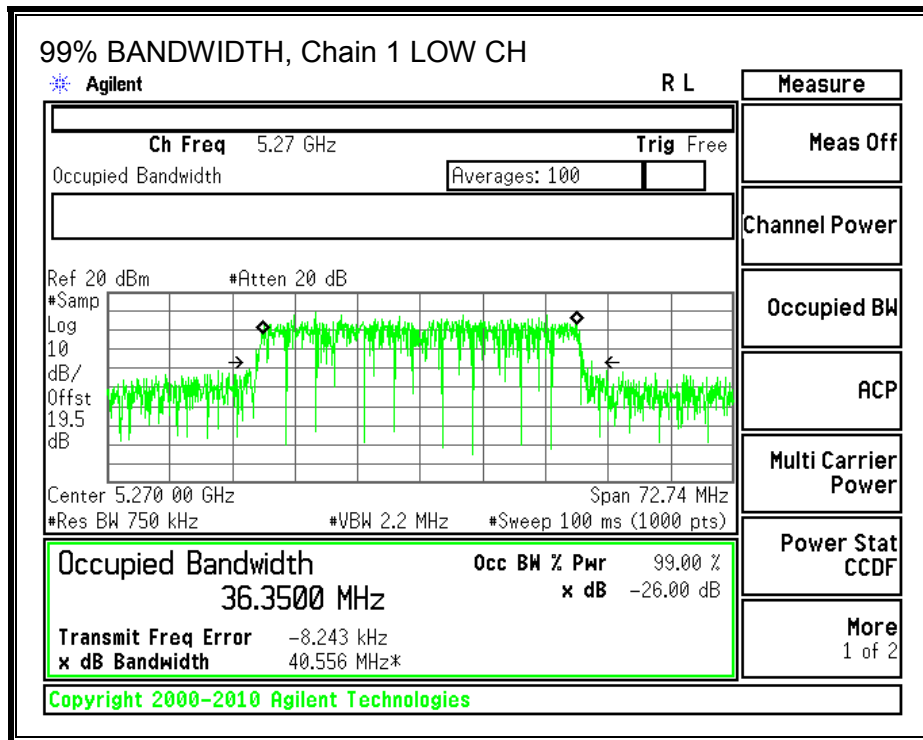 99% BANDWIDTH, Chain 1 LOW CH
Agilent R L
Ch Freq 5.27 GHz Trig Free
Occupied Bandwidth Averages: 100
Ref 20 dBm #Atten 20 dB
#Samp
Log
10
dB/
Offst
19.5
dB
Center 5.270 00 GHz Span 72.74 MHz
#Res BW 750 kHz #VBW 2.2 MHz #Sweep 100 ms (1000 pts)
Occupied Bandwidth Occ BW % Pwr 99.00 %
36.3500 MHz x dB -26.00 dB
Transmit Freq Error -8.243 kHz
x dB Bandwidth 40.556 MHz*
Copyright 2000-2010 Agilent Technologies
Measure
Meas Off
Channel Power
Occupied BW
ACP
Multi Carrier
Power
Power Stat
CCDF
More
1 of 2